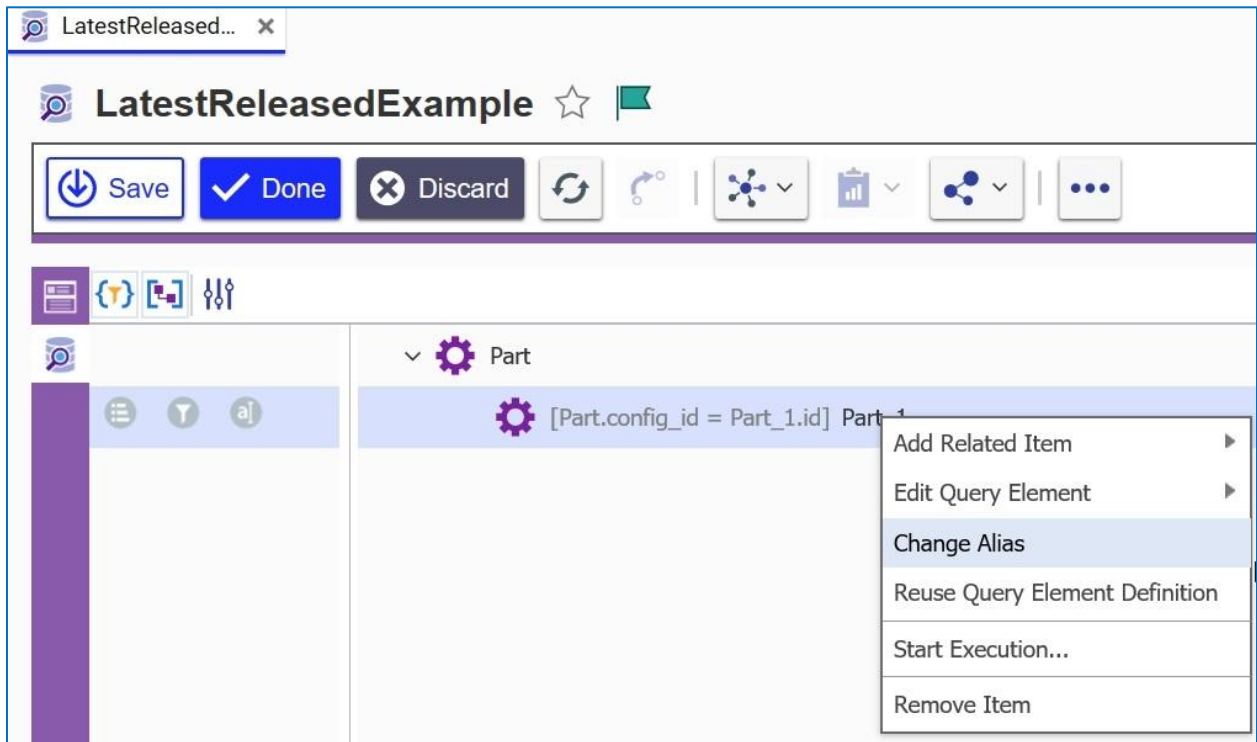 LatestReleased...
LatestReleasedExample
Save Done Discard
Part
[Part.config_id = Part_1.id] Part_1
Add Related Item
Edit Query Element
Change Alias
Reuse Query Element Definition
Start Execution...
Remove Item